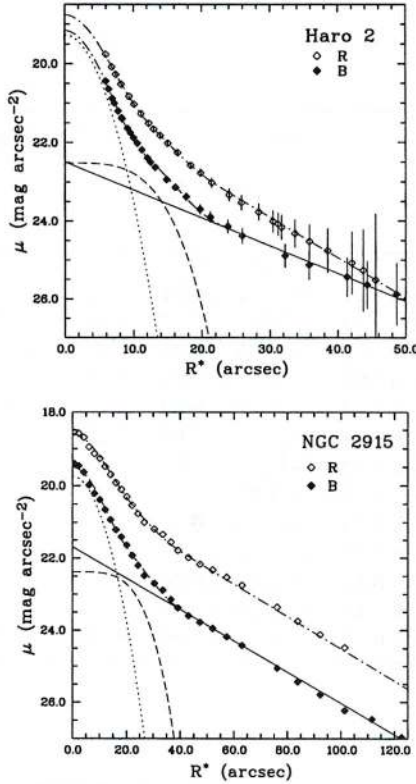 Haro 2
R
B
20.0
22.0
24.0
26.0
μ (mag arcsec⁻²)
0.0 10.0 20.0 30.0 40.0 50.0
R* (arcsec)
NGC 2915
R
B
18.0
20.0
22.0
24.0
26.0
μ (mag arcsec⁻²)
0.0 20.0 40.0 60.0 80.0 100.0 120.0
R* (arcsec)